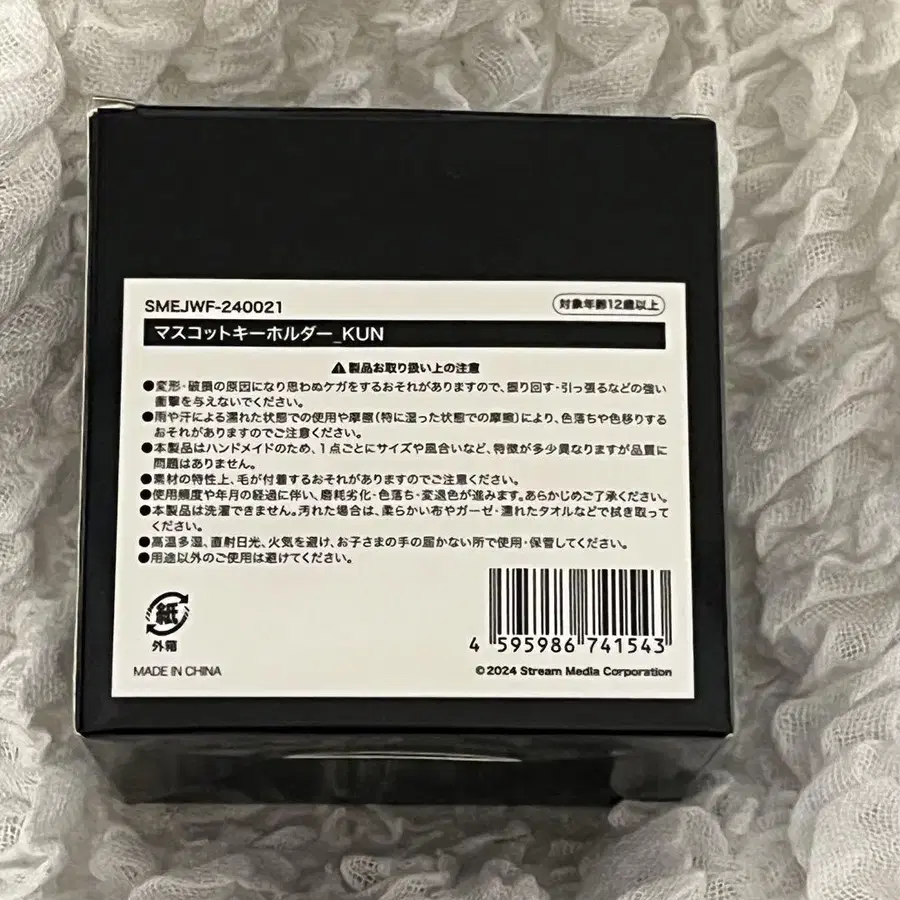 SMEJWF-240021
対象年齢12歳以上
マスコットキーホルダー_KUN
⚠製品お取り扱い上の注意
●変形・破損の原因になり思わぬケガをするおそれがありますので、振り回す・引っ張るなどの強い
衝撃を与えないでください。
●雨や汗による濡れた状態での使用や摩擦(特に湿った状態での摩擦)により、色落ちや色移りする
おそれがありますのでご注意ください。
●本製品はハンドメイドのため、1点ごとにサイズや風合いなど、特徴が多少異なりますが品質に
問題はありません。
●素材の特性上、毛が付着するおそれがありますのでご注意ください。
●使用頻度や年月の経過に伴い、磨耗劣化・色落ち・変退色が進みます。あらかじめご了承ください。
●本製品は洗濯できません。汚れた場合は、柔らかい布やガーゼ・濡れたタオルなどで拭き取って
ください。
●高温多湿、直射日光、火気を避け、お子さまの手の届かない所で使用・保管してください。
●用途以外のご使用は避けてください。
紙
外箱
4 595986 741543
MADE IN CHINA
©2024 Stream Media Corporation